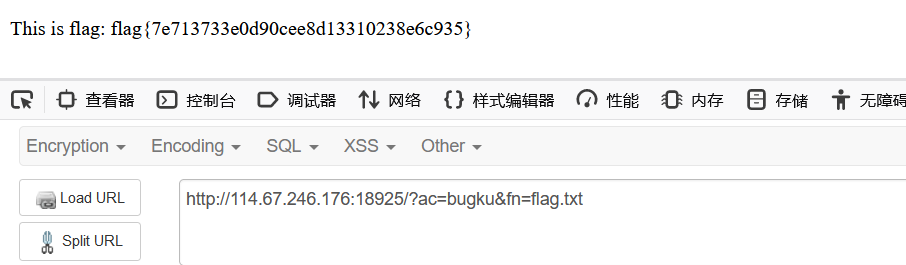 This is flag: flag{7e713733e0d90cee8d13310238e6c935}
查看器 控制台 调试器 网络 样式编辑器 性能 内存 存储 无障碍
Encryption Encoding SQL XSS Other
Load URL http://114.67.246.176:18925/?ac=bugku&fn=flag.txt
Split URL